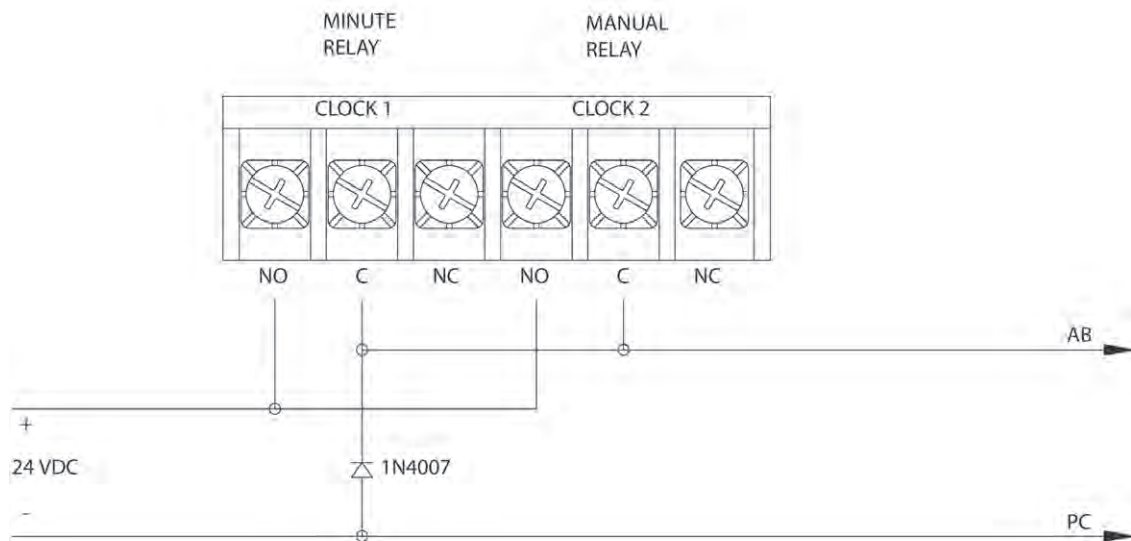 MINUTE
RELAY
MANUAL
RELAY
CLOCK 1
CLOCK 2
NO
C
NC
NO
C
NC
AB
+
24 VDC
1N4007
-
PC